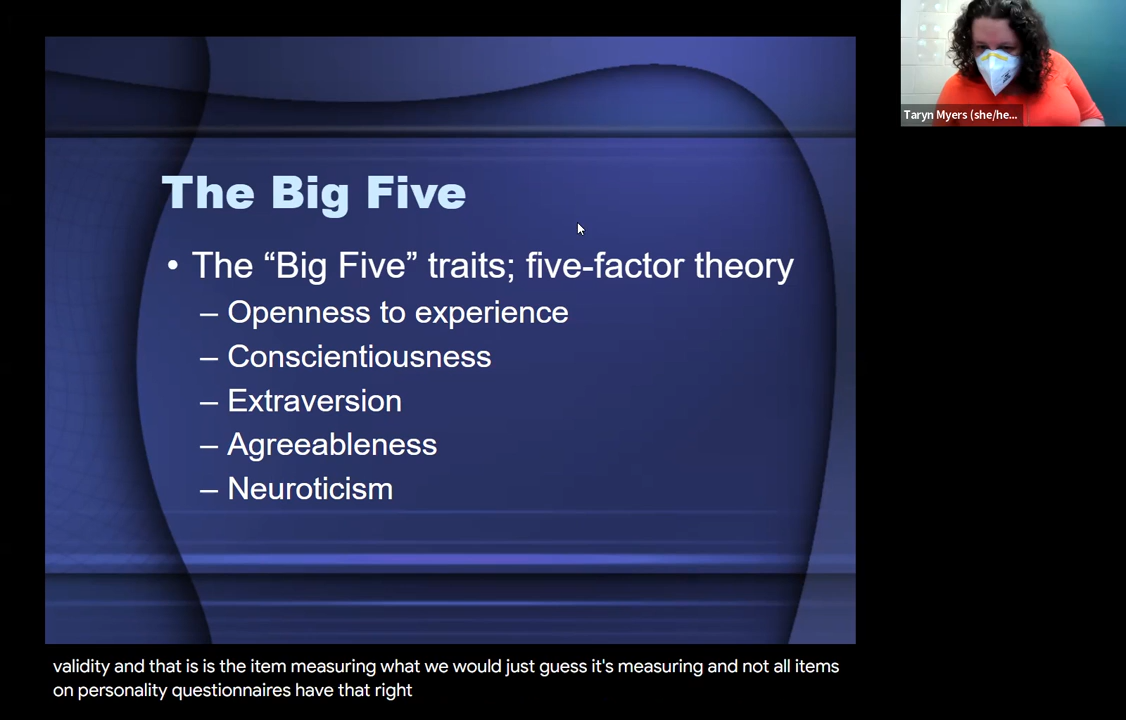 Taryn Myers (she/he...
The Big Five
• The “Big Five” traits; five-factor theory
– Openness to experience
– Conscientiousness
– Extraversion
– Agreeableness
– Neuroticism
validity and that is is the item measuring what we would just guess it's measuring and not all items
on personality questionnaires have that right